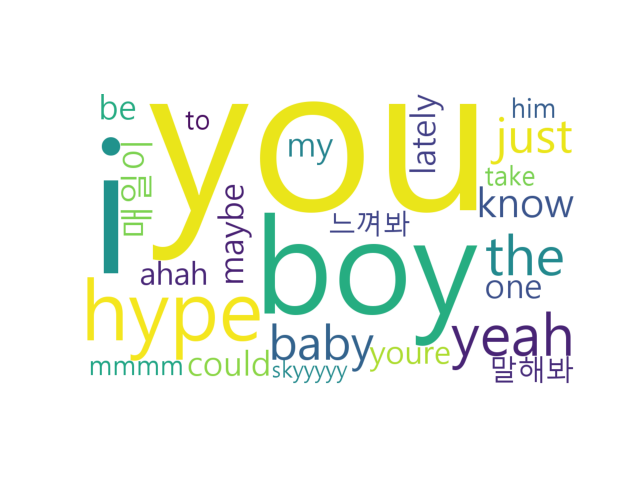 you
i
boy
hype
be
to
my
lately
him
just
take
know
매일이
maybe
느껴봐
the
one
ahah
baby
youre
yeah
mmmm
could
skyyyyy
말해봐